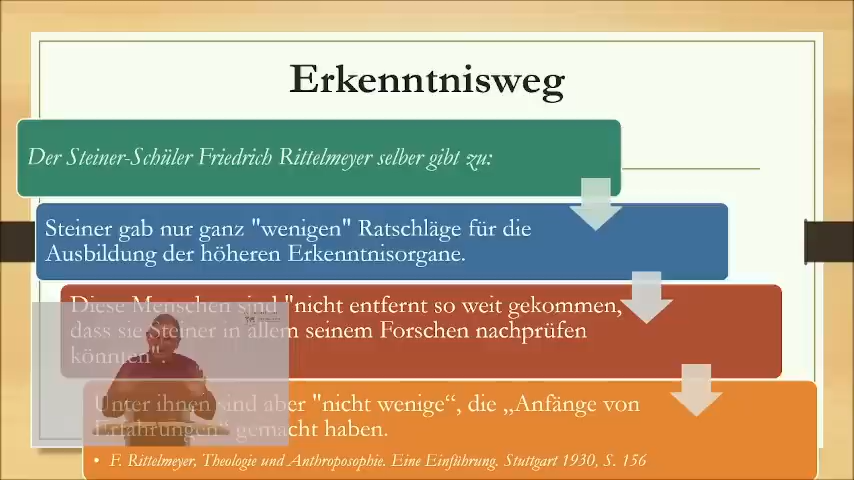 Erkenntnisweg
Der Steiner-Schüler Friedrich Rittelmeyer selber gibt zu:
Steiner gab nur ganz "wenigen" Ratschläge für die
Ausbildung der höheren Erkenntnisorgane.
Diese Menschen sind "nicht entfernt so weit gekommen,
dass sie Steiner in allem seinem Forschen nachprüfen
könnten".
Unter ihnen sind aber "nicht wenige“, die „Anfänge von
Erfahrungen“ gemacht haben.
• F. Rittelmeyer, Theologie und Anthroposophie. Eine Einführung. Stuttgart 1930, S. 156